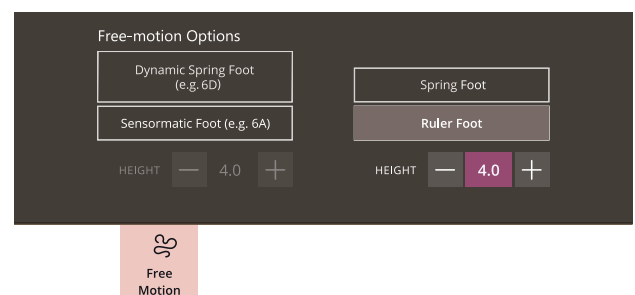 Free-motion Options
Dynamic Spring Foot
(e.g. 6D)
Spring Foot
Sensormatic Foot (e.g. 6A)
Ruler Foot
HEIGHT — 4.0 +
HEIGHT — 4.0 +
Free
Motion